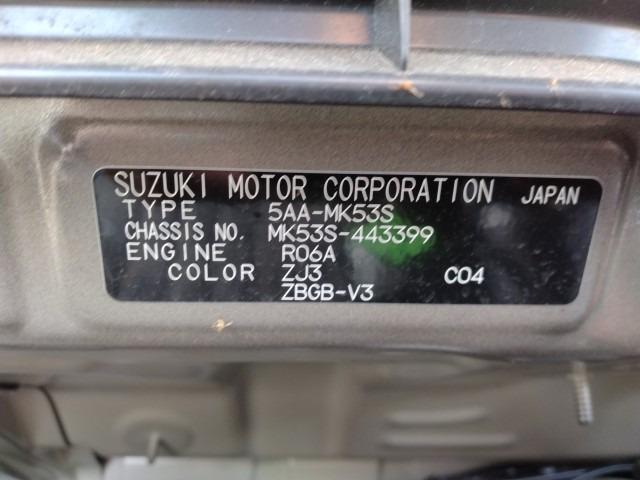 SUZUKI MOTOR CORPORATION JAPAN
TYPE 5AA-MK53S
CHASSIS NO. MK53S-443399
ENGINE R06A
COLOR ZJ3 C04
ZBGB-V3